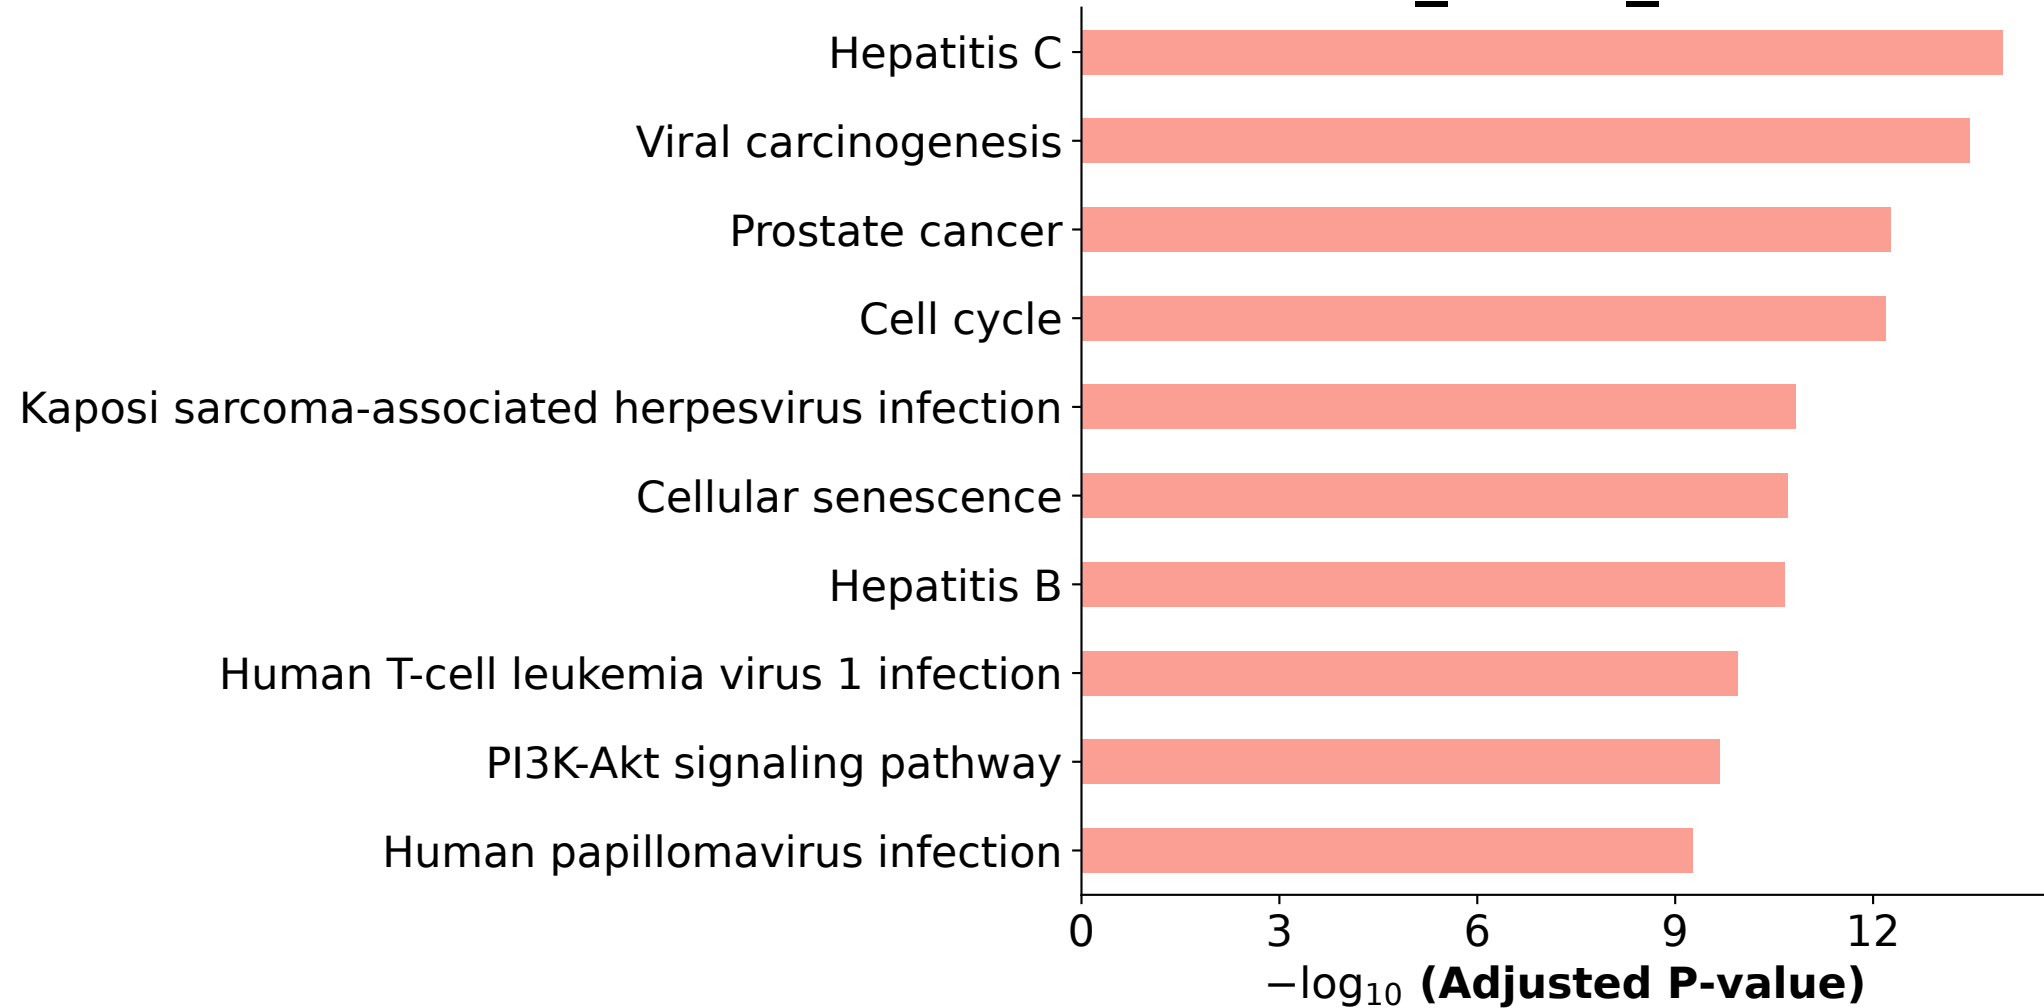 Hepatitis C
Viral carcinogenesis
Prostate cancer
Cell cycle
Kaposi sarcoma-associated herpesvirus infection
Cellular senescence
Hepatitis B
Human T-cell leukemia virus 1 infection
PI3K-Akt signaling pathway
Human papillomavirus infection
0 3 6 9 12
−log₁₀ (Adjusted P-value)